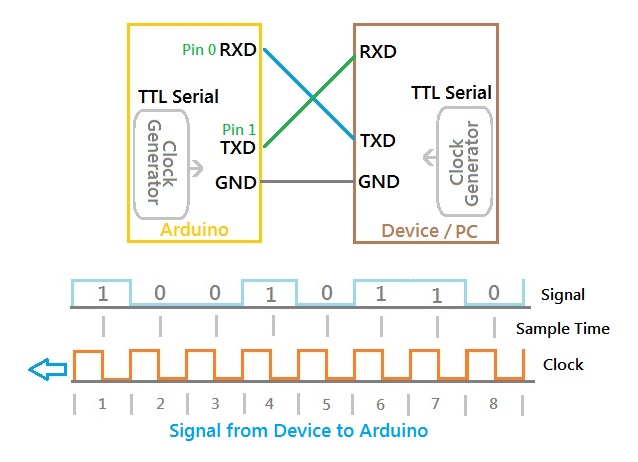 Pin 0 RXD
RXD
TTL Serial
TTL Serial
Clock Generator
Clock Generator
Pin 1
TXD
TXD
GND
GND
Arduino
Device / PC
1 0 0 1 0 1 1 0
Signal
Sample Time
Clock
1 2 3 4 5 6 7 8
Signal from Device to Arduino